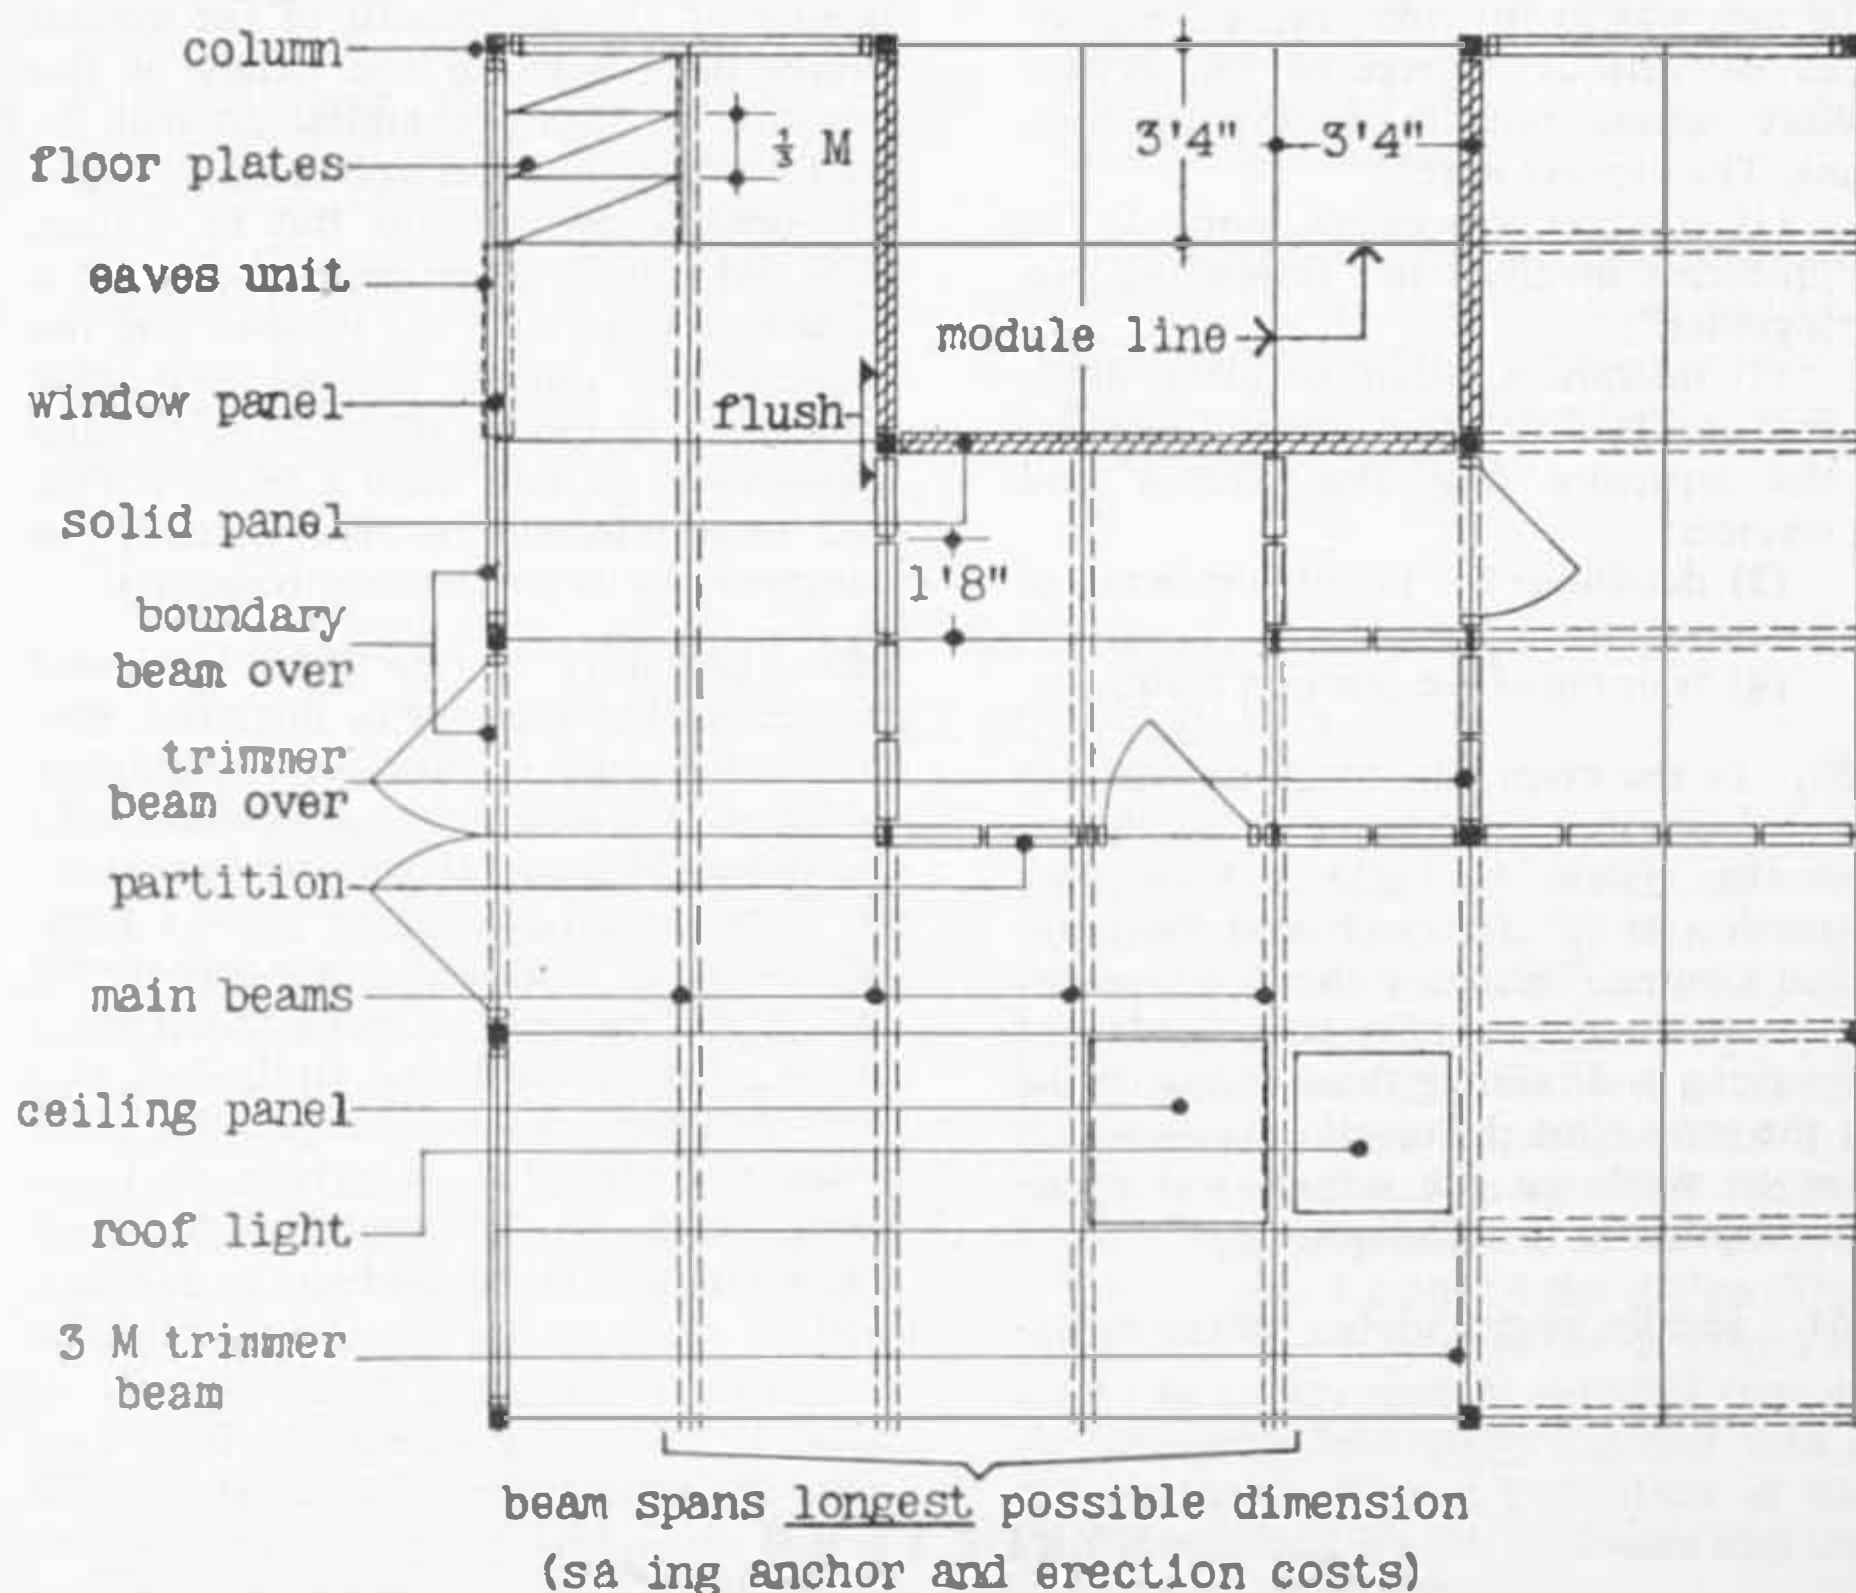 column
floor plates
eaves unit
window panel
solid panel
boundary
beam over
trimmer
beam over
partition
main beams
ceiling panel
roof light
3 M trimmer
beam
⅓ M
3'4"
3'4"
module line
flush
1'8"
beam spans longest possible dimension
(sa ing anchor and erection costs)